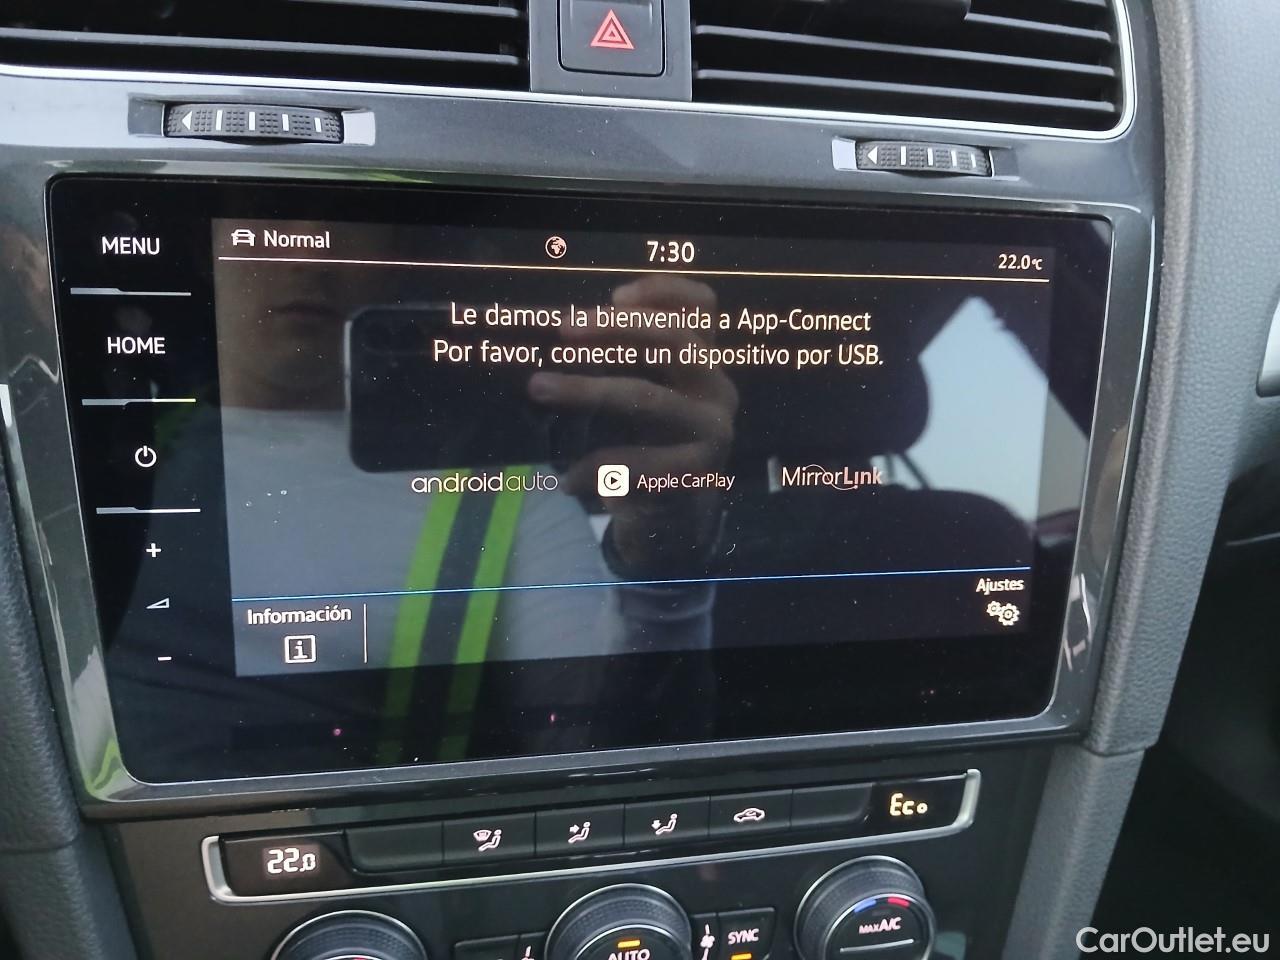 MENU
HOME
Normal
7:30
22.0°C
Le damos la bienvenida a App-Connect
Por favor, conecte un dispositivo por USB.
androidauto
Apple CarPlay
MirrorLink
Ajustes
Información
22.0
Eco
AUTO
SYNC
MAX A/C
CarOutlet.eu